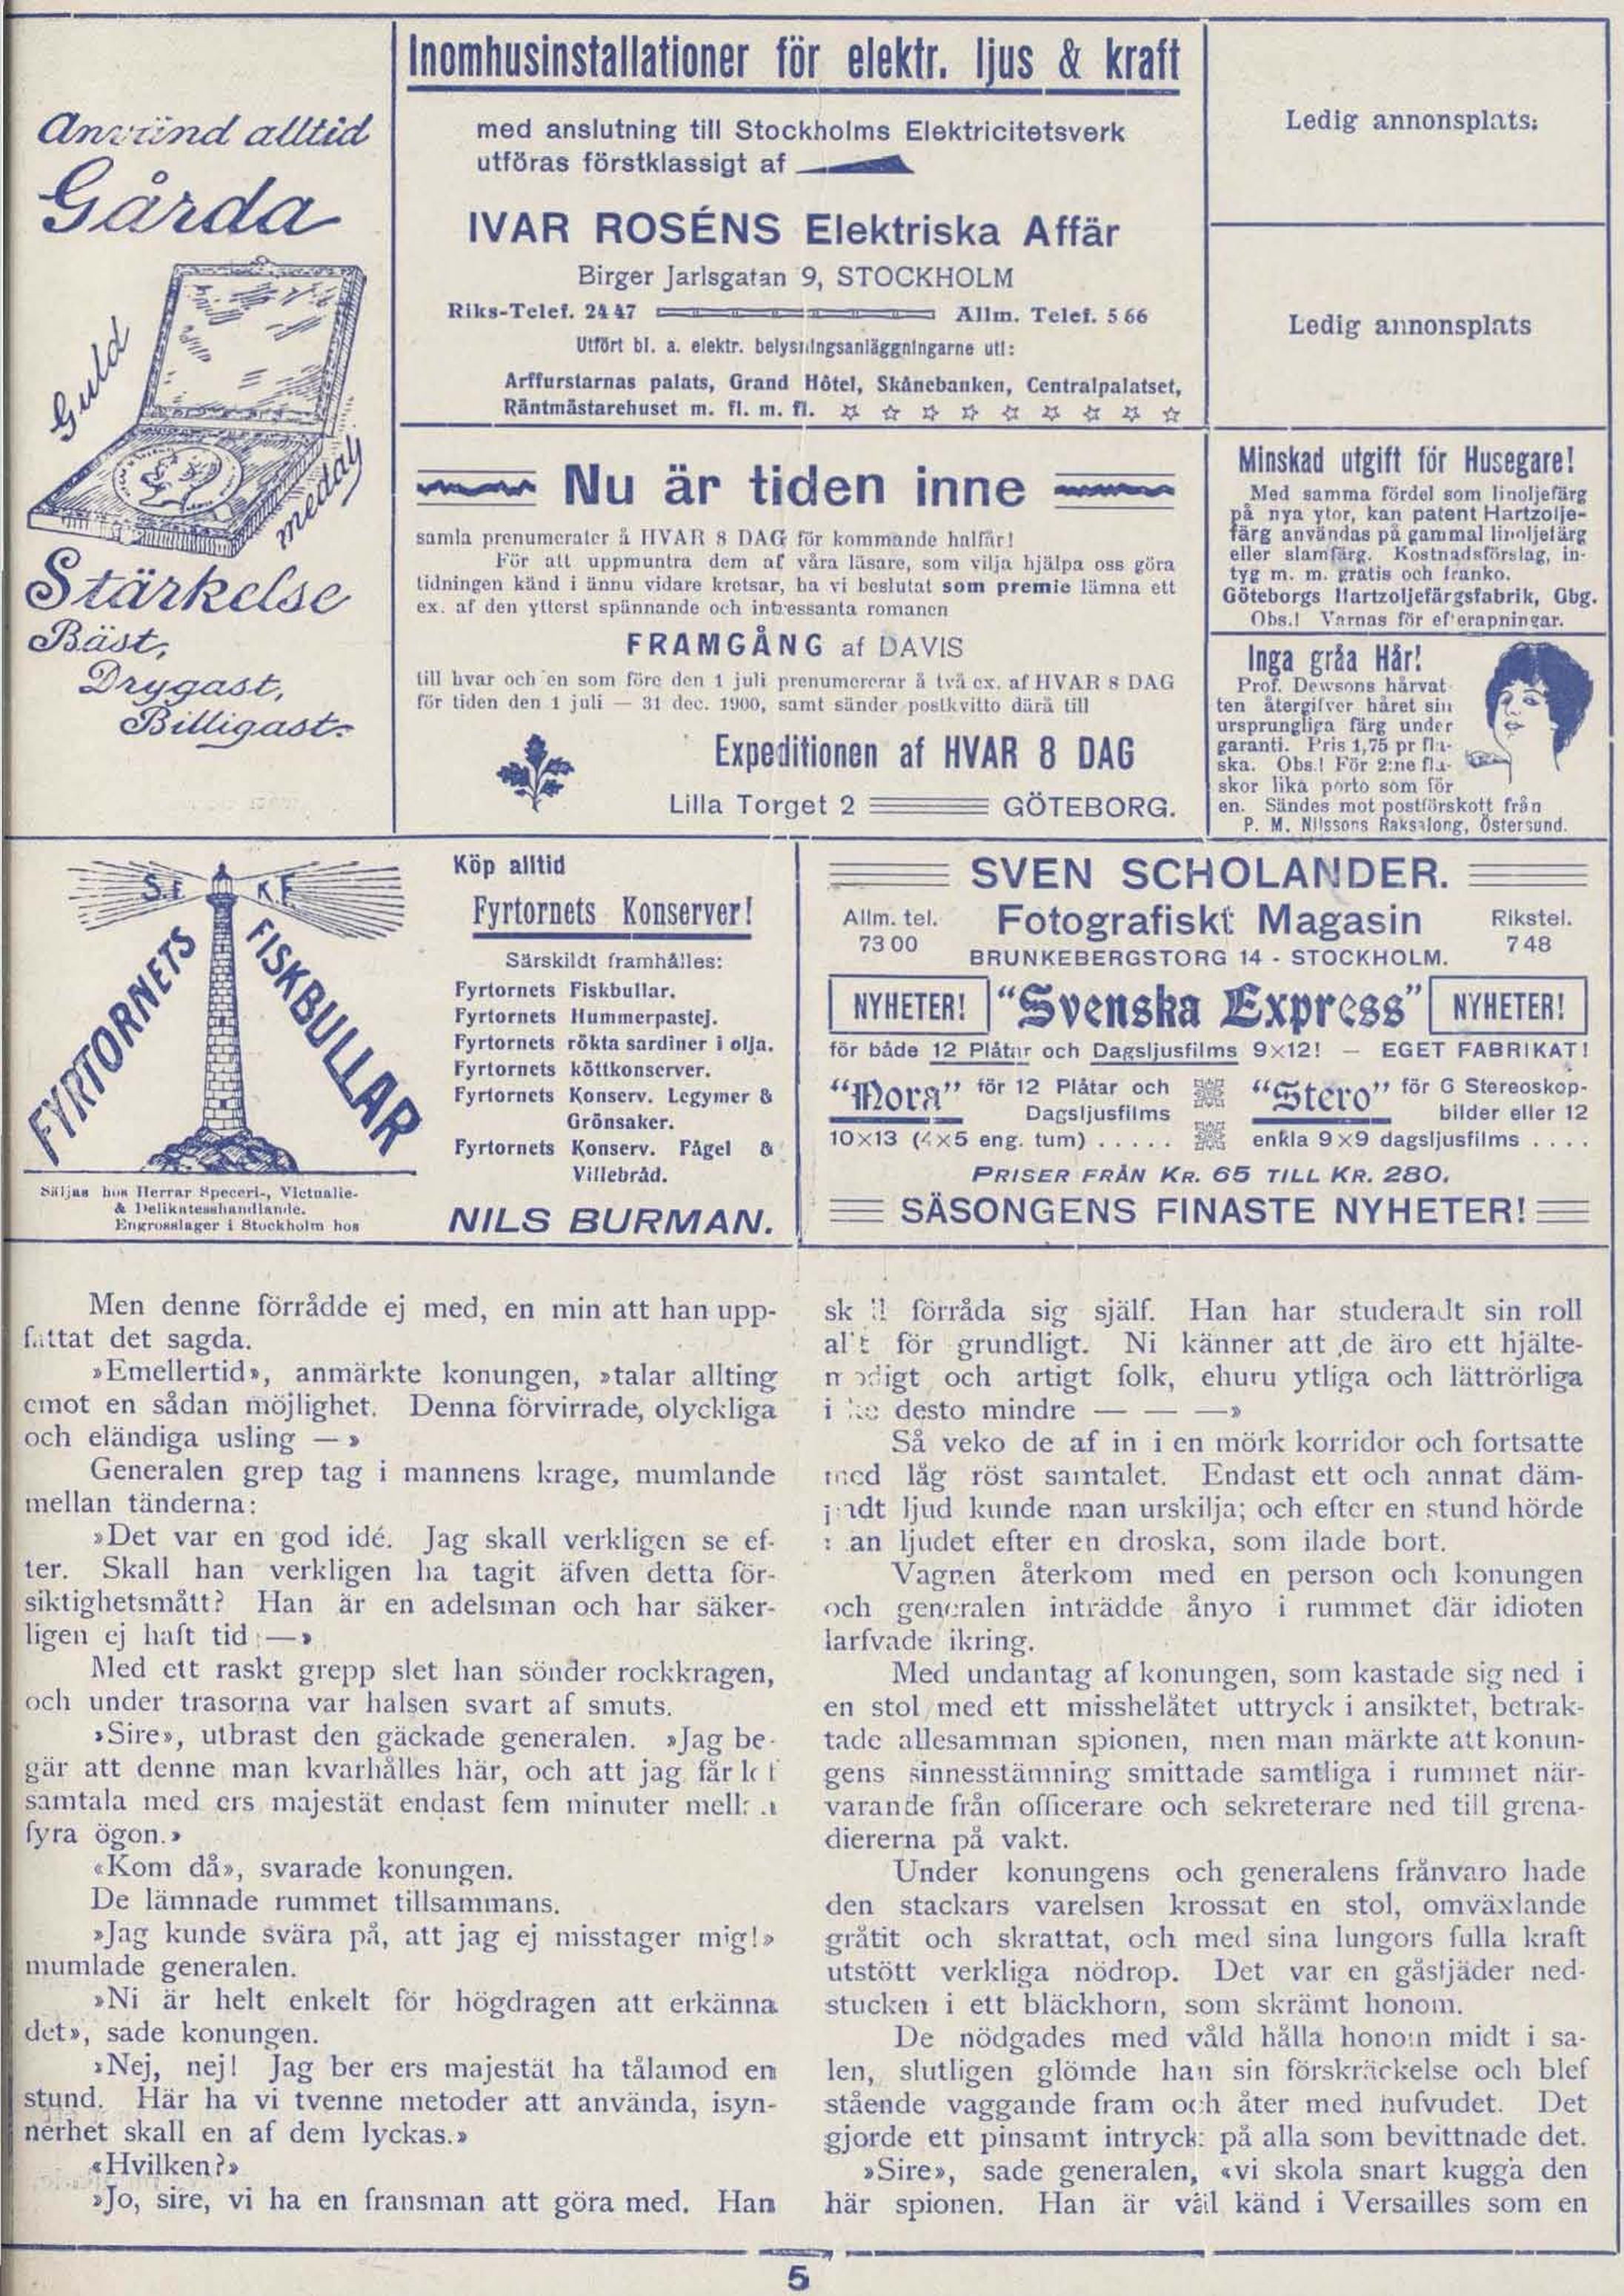 Använd alltid
Gårda
Guld
medalj
Stärkelse
Bäst,
Drygast,
Billigast.
Inomhusinstallationer för elektr. ljus & kraft
med anslutning till Stockholms Elektricitetsverk
utföras förstklassigt af
IVAR ROSÉNS Elektriska Affär
Birger Jarlsgatan 9, STOCKHOLM
Riks-Telef. 24 47 Allm. Telef. 5 66
Utfört bl. a. elektr. belysningsanläggningarne uti:
Arffurstarnas palats, Grand Hôtel, Skånebanken, Centralpalatset,
Räntmästarehuset m. fl. m. fl.
Ledig annonsplats.
Ledig annonsplats
Nu är tiden inne
samla prenumerater å HVAR 8 DAG för kommande halfår!
För att uppmuntra dem af våra läsare, som vilja hjälpa oss göra
tidningen känd i ännu vidare kretsar, ha vi beslutat som premie lämna ett
ex. af den ytterst spännande och intressanta romanen
FRAMGÅNG af DAVIS
till hvar och en som före den 1 juli prenumererar å två ex. af HVAR 8 DAG
för tiden den 1 juli — 31 dec. 1900, samt sänder postkvitto därå till
Expeditionen af HVAR 8 DAG
Lilla Torget 2 GÖTEBORG.
Minskad utgift för Husegare!
Med samma fördel som linoljefärg
på nya ytor, kan patent Hartzolje-
färg användas på gammal linoljefärg
eller slamfärg. Kostnadsförslag, in-
tyg m. m. gratis och franko.
Göteborgs Hartzoljefärgsfabrik, Gbg.
Obs.! Varnas för efterapningar.
Inga gråa Hår!
Prof. Dewsons hårvat-
ten återgifver håret sin
ursprungliga färg under
garanti. Pris 1,75 pr fla-
ska. Obs.! För 2:ne fla-
skor lika porto som för
en. Sändes mot postförskott från
P. M. Nilssons Raksalong, Östersund.
S.F. K.F.
FYRTORNETS FISKBULLAR
Säljas hos Herrar Speceri-, Victualie-
& Delikatesshandlande.
Engrosslager i Stockholm hos
Köp alltid
Fyrtornets Konserver!
Särskildt framhålles:
Fyrtornets Fiskbullar.
Fyrtornets Hummerpastej.
Fyrtornets rökta sardiner i olja.
Fyrtornets köttkonserver.
Fyrtornets Konserv. Legymer &
Grönsaker.
Fyrtornets Konserv. Fågel &
Villebråd.
NILS BURMAN.
SVEN SCHOLANDER.
Allm. tel. Fotografiskt Magasin Rikstel.
73 00 BRUNKEBERGSTORG 14 - STOCKHOLM. 7 48
NYHETER! "Svenska Express" NYHETER!
för både 12 Plåtar och Dagsljusfilms 9×12! — EGET FABRIKAT!
"Nora" för 12 Plåtar och Dagsljusfilms
10×13 (4×5 eng. tum) . . . . .
"Stero" för 6 Stereoskop-
bilder eller 12
enkla 9×9 dagsljusfilms . . . .
PRISER FRÅN KR. 65 TILL KR. 280.
SÄSONGENS FINASTE NYHETER!
Men denne förrådde ej med, en min att han upp-
fattat det sagda.
»Emellertid», anmärkte konungen, »talar allting
emot en sådan möjlighet. Denna förvirrade, olyckliga
och eländiga usling —»
Generalen grep tag i mannens krage, mumlande
mellan tänderna:
»Det var en god idé. Jag skall verkligen se ef-
ter. Skall han verkligen ha tagit äfven detta för-
siktighetsmått? Han är en adelsman och har säker-
ligen ej haft tid —»
Med ett raskt grepp slet han sönder rockkragen,
och under trasorna var halsen svart af smuts.
»Sire», utbrast den gäckade generalen. »Jag be-
gär att denne man kvarhålles här, och att jag får
samtala med ers majestät endast fem minuter mellan
fyra ögon.»
«Kom då», svarade konungen.
De lämnade rummet tillsammans.
»Jag kunde svära på, att jag ej misstager mig!»
mumlade generalen.
»Ni är helt enkelt för högdragen att erkänna
det», sade konungen.
»Nej, nej! Jag ber ers majestät ha tålamod en
stund. Här ha vi tvenne metoder att använda, isyn-
nerhet skall en af dem lyckas.»
«Hvilken?»
»Jo, sire, vi ha en fransman att göra med. Han
skall förråda sig själf. Han har studeradt sin roll
allt för grundligt. Ni känner att de äro ett hjälte-
modigt och artigt folk, ehuru ytliga och lättrörliga
icke desto mindre — — —»
Så veko de af in i en mörk korridor och fortsatte
med låg röst samtalet. Endast ett och annat däm-
padt ljud kunde man urskilja; och efter en stund hörde
man ljudet efter en droska, som ilade bort.
Vagnen återkom med en person och konungen
och generalen inträdde ånyo i rummet där idioten
larfvade ikring.
Med undantag af konungen, som kastade sig ned i
en stol med ett misshelåtet uttryck i ansiktet, betrak-
tade allesamman spionen, men man märkte att konun-
gens sinnesstämning smittade samtliga i rummet när-
varande från officerare och sekreterare ned till grena-
diererna på vakt.
Under konungens och generalens frånvaro hade
den stackars varelsen krossat en stol, omväxlande
gråtit och skrattat, och med sina lungors fulla kraft
utstött verkliga nödrop. Det var en gåsfjäder ned-
stucken i ett bläckhorn, som skrämt honom.
De nödgades med våld hålla honom midt i sa-
len, slutligen glömde han sin förskräckelse och blef
stående vaggande fram och åter med hufvudet. Det
gjorde ett pinsamt intryck på alla som bevittnade det.
»Sire», sade generalen, «vi skola snart kugga den
här spionen. Han är väl känd i Versailles som en
5